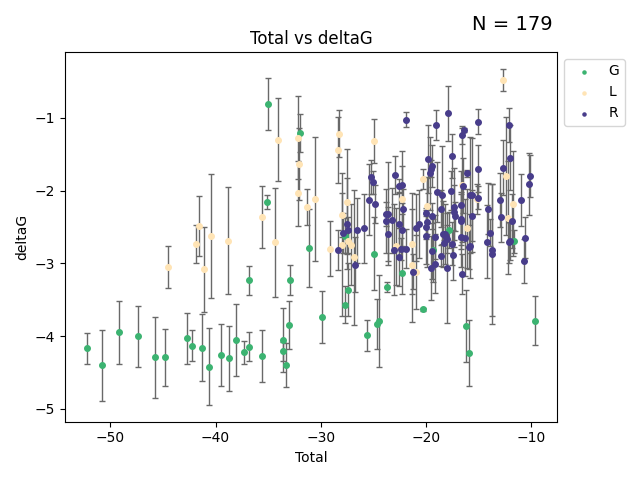 N = 179
Total vs deltaG
G
L
R
deltaG
−1
−2
−3
−4
−5
−50 −40 −30 −20 −10
Total